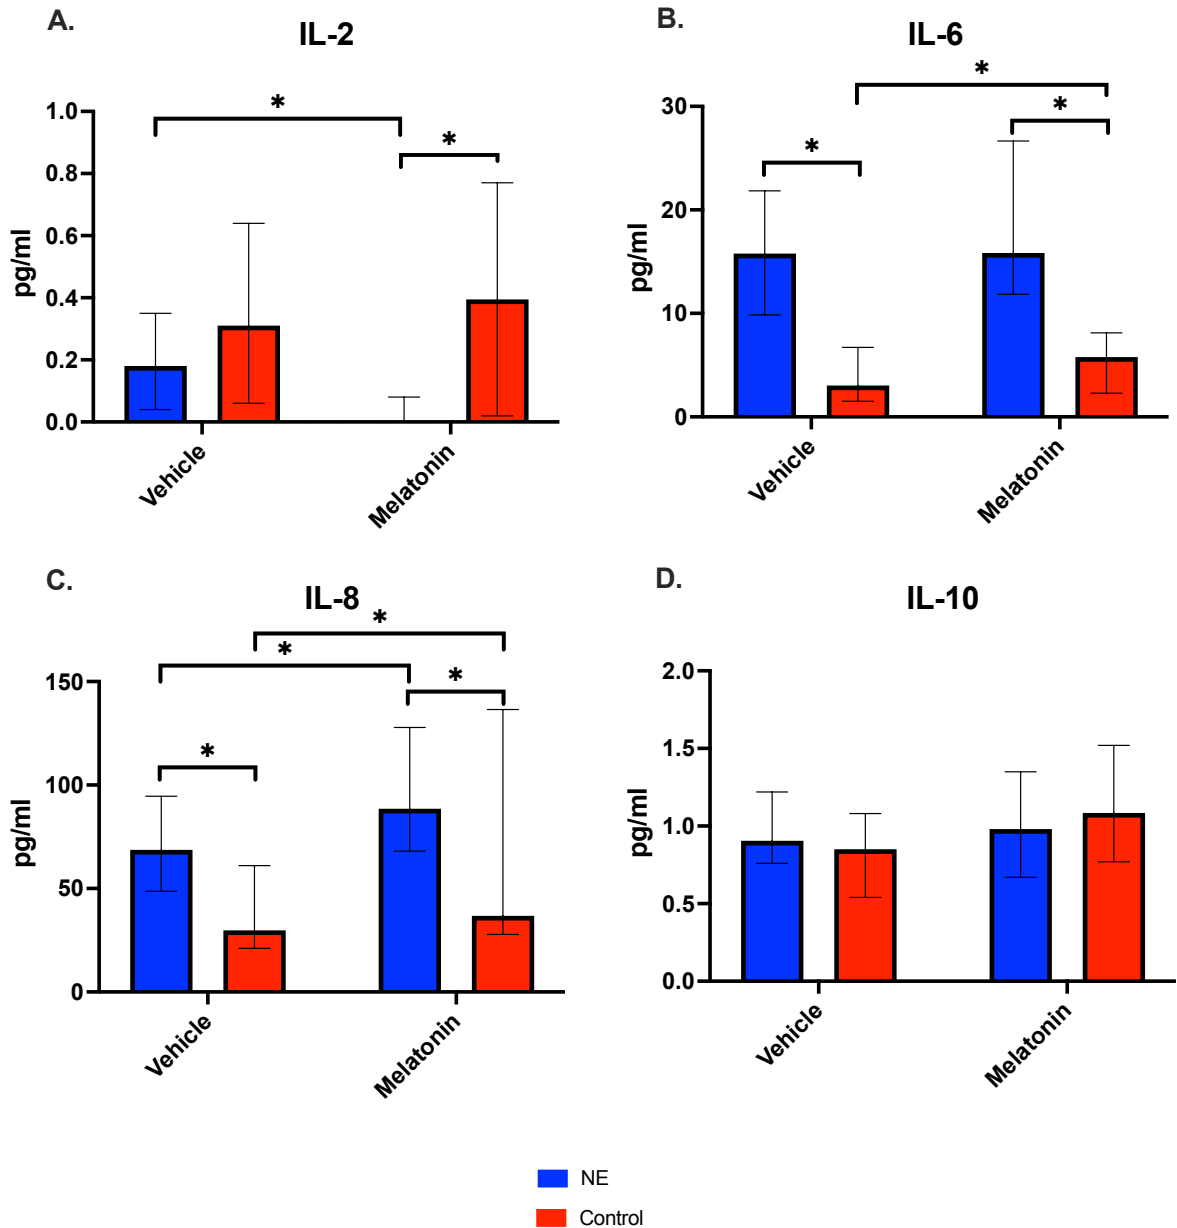 A.
IL-2
*
*
1.0
0.8
0.6
0.4
0.2
0.0
pg/ml
Vehicle
Melatonin
B.
IL-6
*
*
*
30
20
10
0
pg/ml
Vehicle
Melatonin
C.
IL-8
*
*
*
*
150
100
50
0
pg/ml
Vehicle
Melatonin
D.
IL-10
2.0
1.5
1.0
0.5
0.0
pg/ml
Vehicle
Melatonin
NE
Control